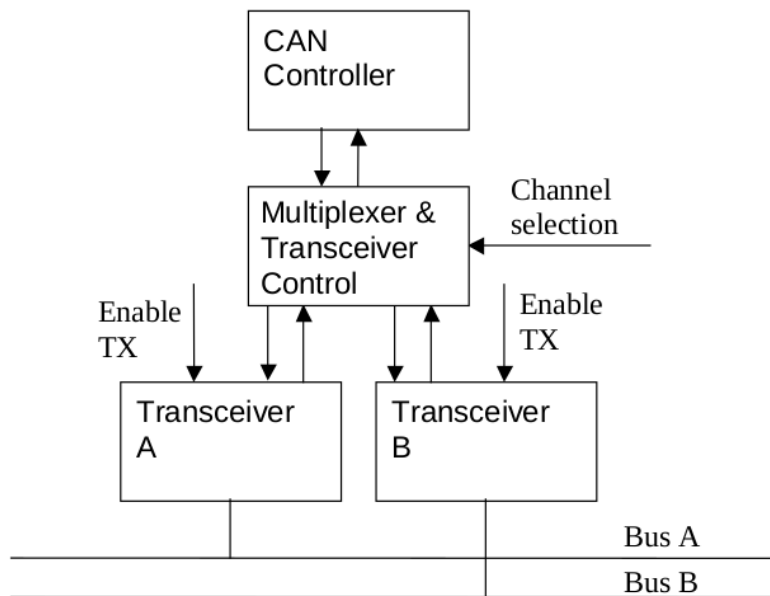 CAN
Controller
Channel
selection
Multiplexer &
Transceiver
Control
Enable
TX
Enable
TX
Transceiver
A
Transceiver
B
Bus A
Bus B